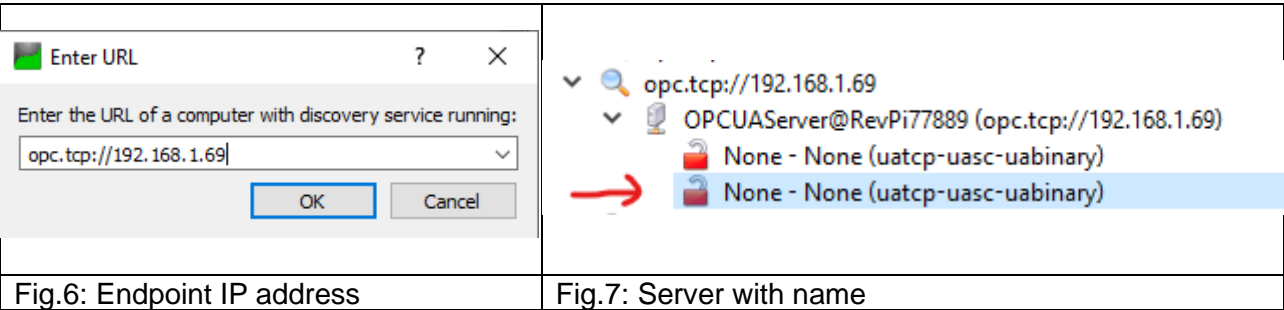 Enter URL
?
Enter the URL of a computer with discovery service running:
opc.tcp://192.168.1.69
OK
Cancel
Fig.6: Endpoint IP address
opc.tcp://192.168.1.69
OPCUAServer@RevPi77889 (opc.tcp://192.168.1.69)
None - None (uatcp-uasc-uabinary)
None - None (uatcp-uasc-uabinary)
Fig.7: Server with name